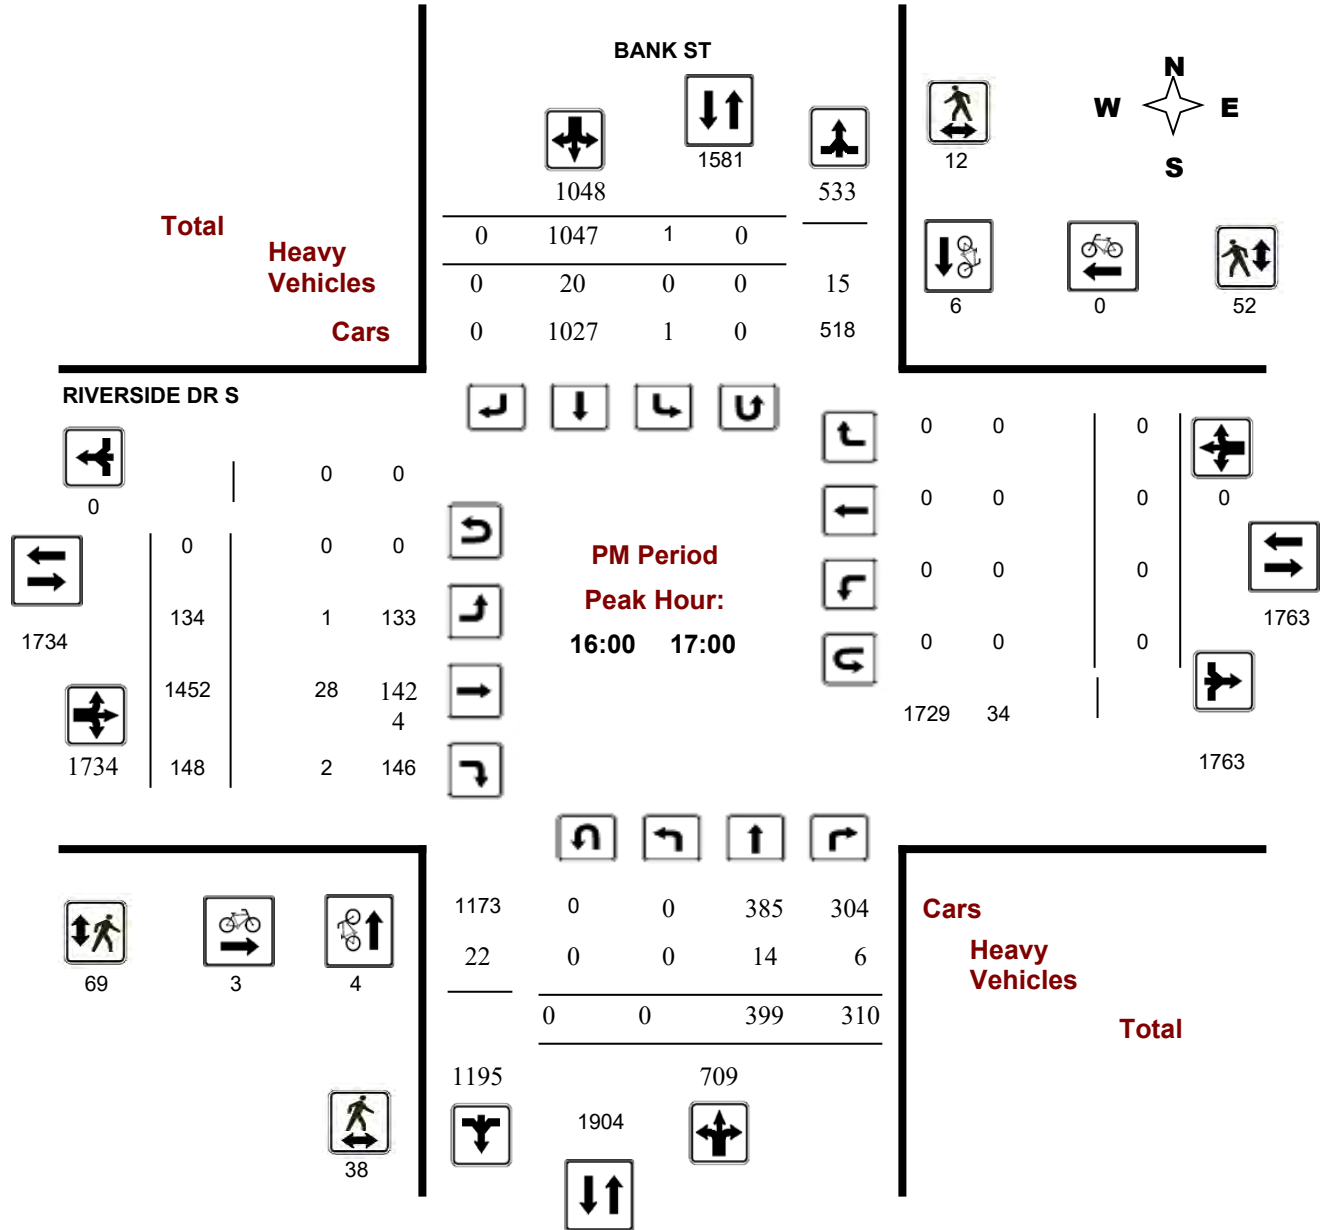 BANK ST
N
W E
S
1581
12
1048
533
Total
0 1047 1 0
Heavy
Vehicles
0 20 0 0 15
6 0 52
Cars
0 1027 1 0 518
RIVERSIDE DR S
0 0 0
0 0
0 0 0 0
0
0 0 0
PM Period
0 0 0
Peak Hour:
134 1 133
1763
1734
16:00 17:00
0 0 0
1452 28 142
4
1729 34
1734 148 2 146
1763
1173 0 0 385 304
Cars
22 0 0 14 6
Heavy
Vehicles
69 3 4
0 0 399 310
Total
1195 709
1904
38